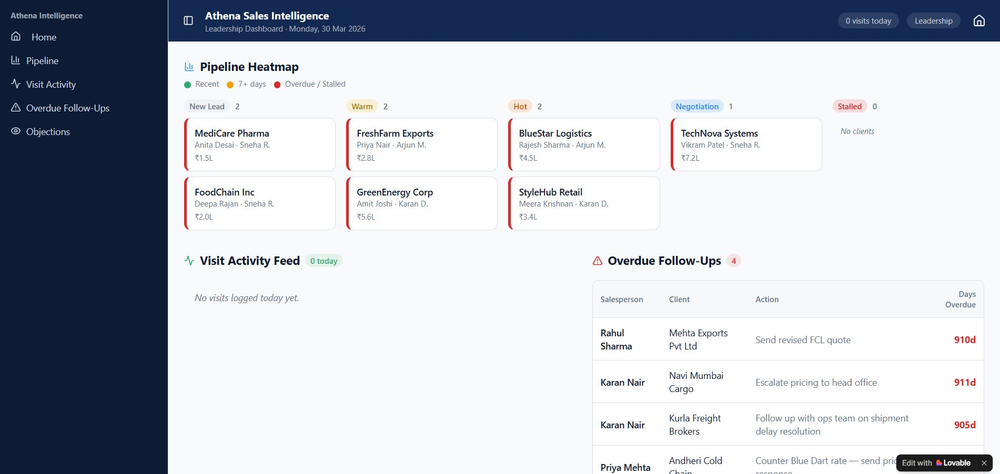 Athena Intelligence
Home
Pipeline
Visit Activity
Overdue Follow-Ups
Objections
Athena Sales Intelligence
Leadership Dashboard · Monday, 30 Mar 2026
0 visits today
Leadership
Pipeline Heatmap
Recent
7+ days
Overdue / Stalled
New Lead 2
MediCare Pharma
Anita Desai · Sneha R.
₹1.5L
FoodChain Inc
Deepa Rajan · Sneha R.
₹2.0L
Warm 2
FreshFarm Exports
Priya Nair · Arjun M.
₹2.8L
GreenEnergy Corp
Amit Joshi · Karan D.
₹5.6L
Hot 2
BlueStar Logistics
Rajesh Sharma · Arjun M.
₹4.5L
StyleHub Retail
Meera Krishnan · Karan D.
₹3.4L
Negotiation 1
TechNova Systems
Vikram Patel · Sneha R.
₹7.2L
Stalled 0
No clients
Visit Activity Feed 0 today
No visits logged today yet.
Overdue Follow-Ups 4
Salesperson
Client
Action
Days
Overdue
Rahul
Sharma
Mehta Exports
Pvt Ltd
Send revised FCL quote
910d
Karan Nair
Navi Mumbai
Cargo
Escalate pricing to head office
911d
Karan Nair
Kurla Freight
Brokers
Follow up with ops team on shipment
delay resolution
905d
Priya Mehta
Andheri Cold
Chain
Counter Blue Dart rate — send
response
Edit with Lovable